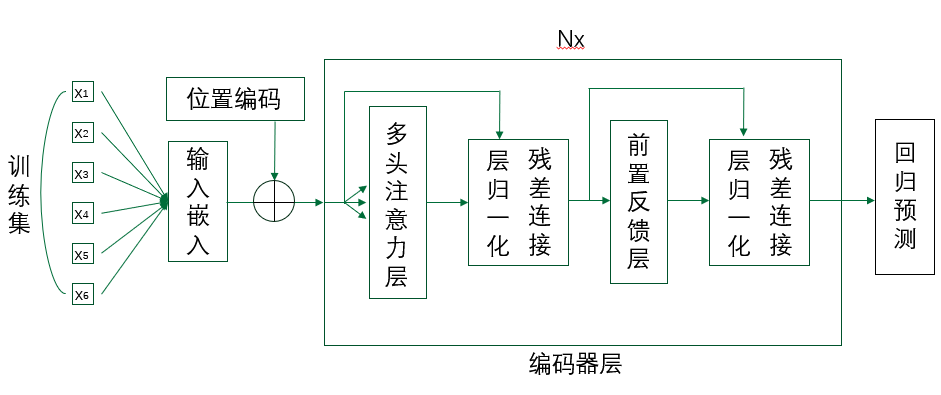 Nx
训练集
X1
X2
X3
X4
X5
X6
位置编码
输入嵌入
多头注意力层
层归一化
残差连接
前置反馈层
层归一化
残差连接
回归预测
编码器层